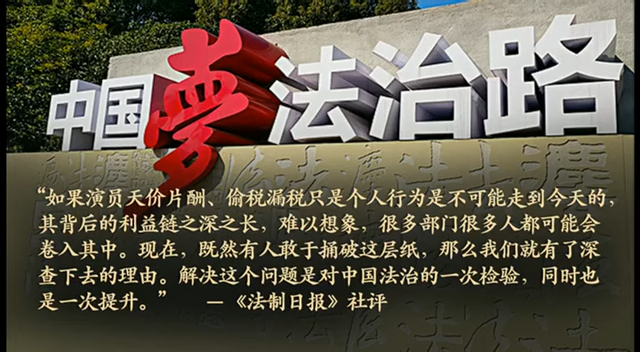 中国梦法治路
“如果演员天价片酬、偷税漏税只是个人行为是不可能走到今天的，
其背后的利益链之深之长，难以想象，很多部门很多人都可能会
卷入其中。现在，既然有人敢于捅破这层纸，那么我们就有了深
查下去的理由。解决这个问题是对中国法治的一次检验，同时也
是一次提升。” —《法制日报》社评